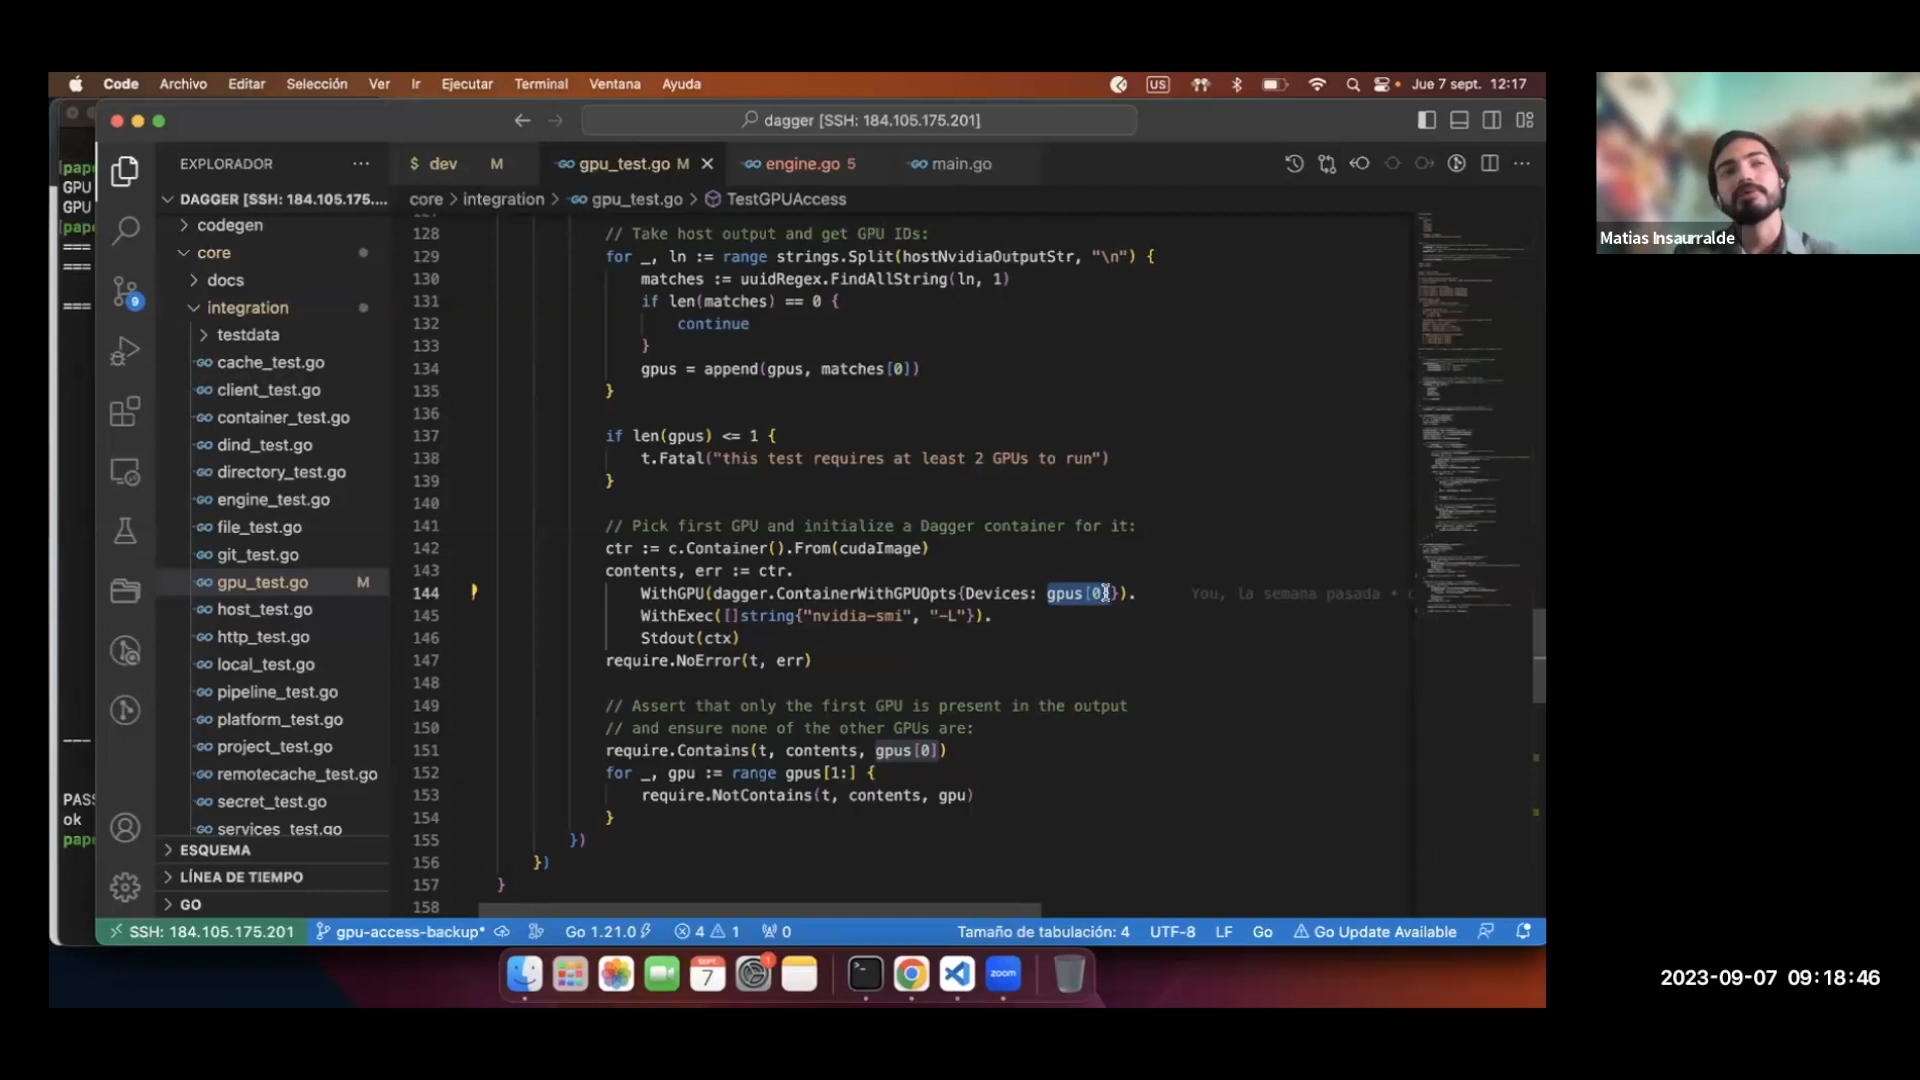 Code Archivo Editar Selección Ver Ir Ejecutar Terminal Ventana Ayuda US Jue 7 sept. 12:17
dagger [SSH: 184.105.175.201]
EXPLORADOR
$ dev M
gpu_test.go M
engine.go 5
main.go
core > integration > gpu_test.go > TestGPUAccess
DAGGER [SSH: 184.105.175....
codegen
core
docs
integration
testdata
cache_test.go
client_test.go
container_test.go
dind_test.go
directory_test.go
engine_test.go
file_test.go
git_test.go
gpu_test.go M
host_test.go
http_test.go
local_test.go
pipeline_test.go
platform_test.go
project_test.go
remotecache_test.go
secret_test.go
services_test.go
ESQUEMA
LÍNEA DE TIEMPO
GO
9
pape
GPU
GPU
pape
===
===
===
---
PAS
ok
pape
128 // Take host output and get GPU IDs:
129 for _, ln := range strings.Split(hostNvidiaOutputStr, "\n") {
130 matches := uuidRegex.FindAllString(ln, 1)
131 if len(matches) == 0 {
132 continue
133 }
134 gpus = append(gpus, matches[0])
135 }
136
137 if len(gpus) <= 1 {
138 t.Fatal("this test requires at least 2 GPUs to run")
139 }
140
141 // Pick first GPU and initialize a Dagger container for it:
142 ctr := c.Container().From(cudaImage)
143 contents, err := ctr.
144 WithGPU(dagger.ContainerWithGPUOpts{Devices: gpus[0]}). You, la semana pasada •
145 WithExec([]string{"nvidia-smi", "-L"}).
146 Stdout(ctx)
147 require.NoError(t, err)
148
149 // Assert that only the first GPU is present in the output
150 // and ensure none of the other GPUs are:
151 require.Contains(t, contents, gpus[0])
152 for _, gpu := range gpus[1:] {
153 require.NotContains(t, contents, gpu)
154 }
155 })
156 })
157 }
158
SSH: 184.105.175.201 gpu-access-backup* Go 1.21.0 4 1 0 Tamaño de tabulación: 4 UTF-8 LF Go Go Update Available
SEPT.
7
1
zoom
Matias Insaurralde
2023-09-07 09:18:46